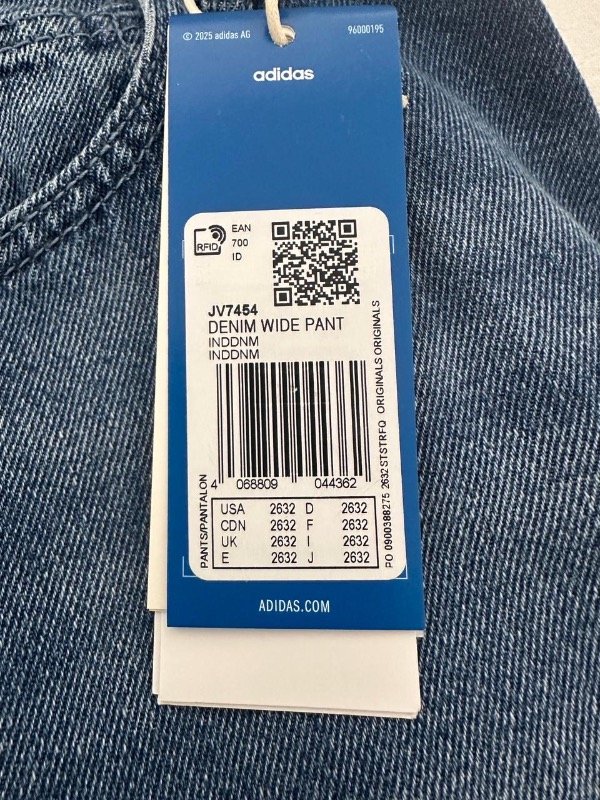 © 2025 adidas AG
96000195
adidas
RFID
EAN
700
ID
JV7454
DENIM WIDE PANT
INDDNM
INDDNM
4 068809 044362
USA 2632 D 2632
CDN 2632 F 2632
UK 2632 I 2632
E 2632 J 2632
PANTS/PANTALON
PO 0900388275 2632 STSTRFQ ORIGINALS ORIGINALS
ADIDAS.COM